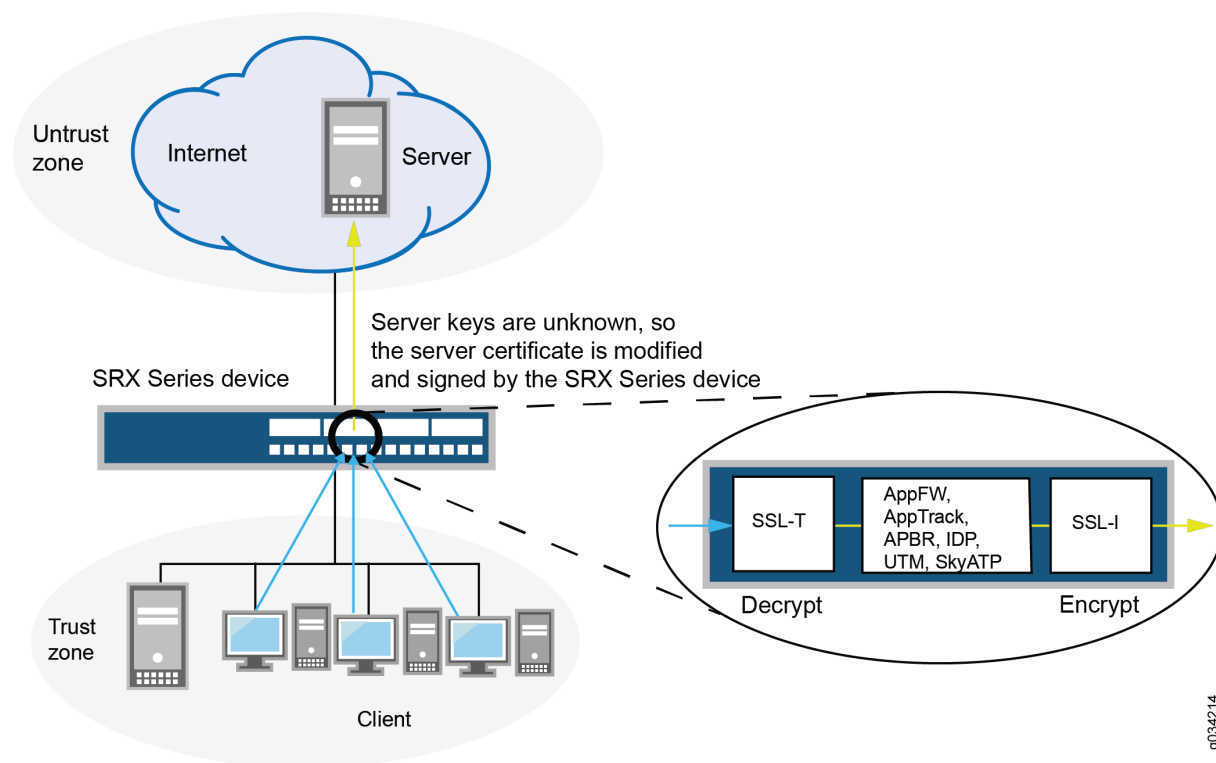 Untrust
zone
Internet
Server
Server keys are unknown, so
the server certificate is modified
and signed by the SRX Series device
SRX Series device
SSL-T
AppFW,
AppTrack,
APBR, IDP,
UTM, SkyATP
SSL-I
Decrypt
Encrypt
Trust
zone
Client
g034214